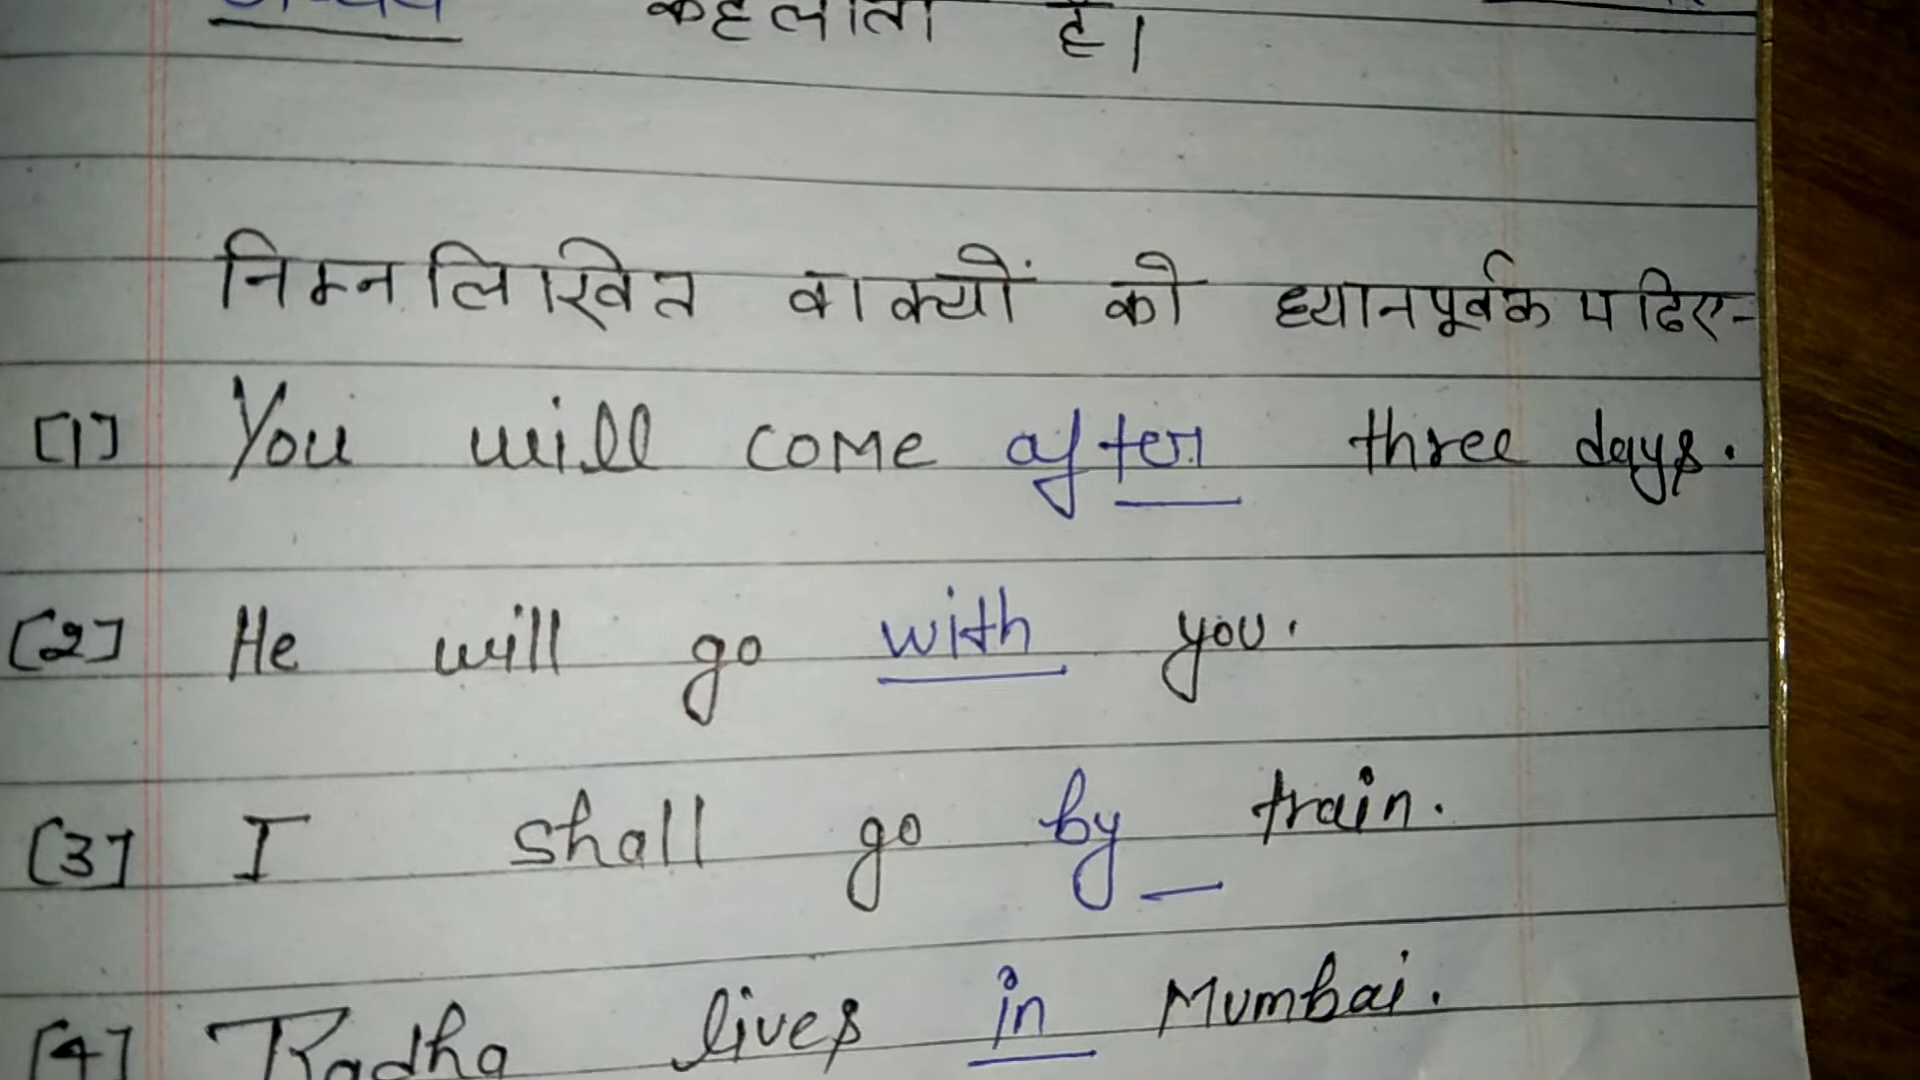 कहलाता है।
निम्नलिखित वाक्यों को ध्यानपूर्वक पढिए-
[1] You will come after three days.
[2] He will go with you.
[3] I shall go by train.
[4] Radha lives in Mumbai.